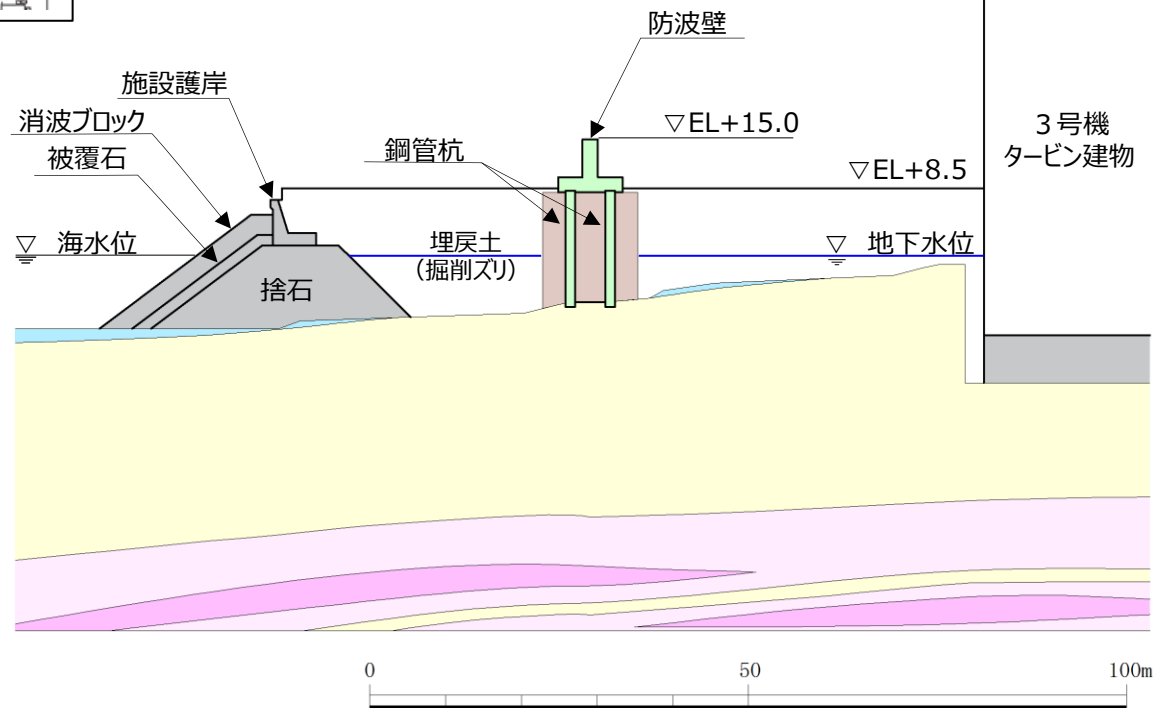 防波壁
施設護岸
▽EL+15.0
消波ブロック
3号機
タービン建物
鋼管杭
被覆石
▽EL+8.5
▽ 海水位
埋戻土
(掘削ズリ)
▽ 地下水位
捨石
0 50 100m